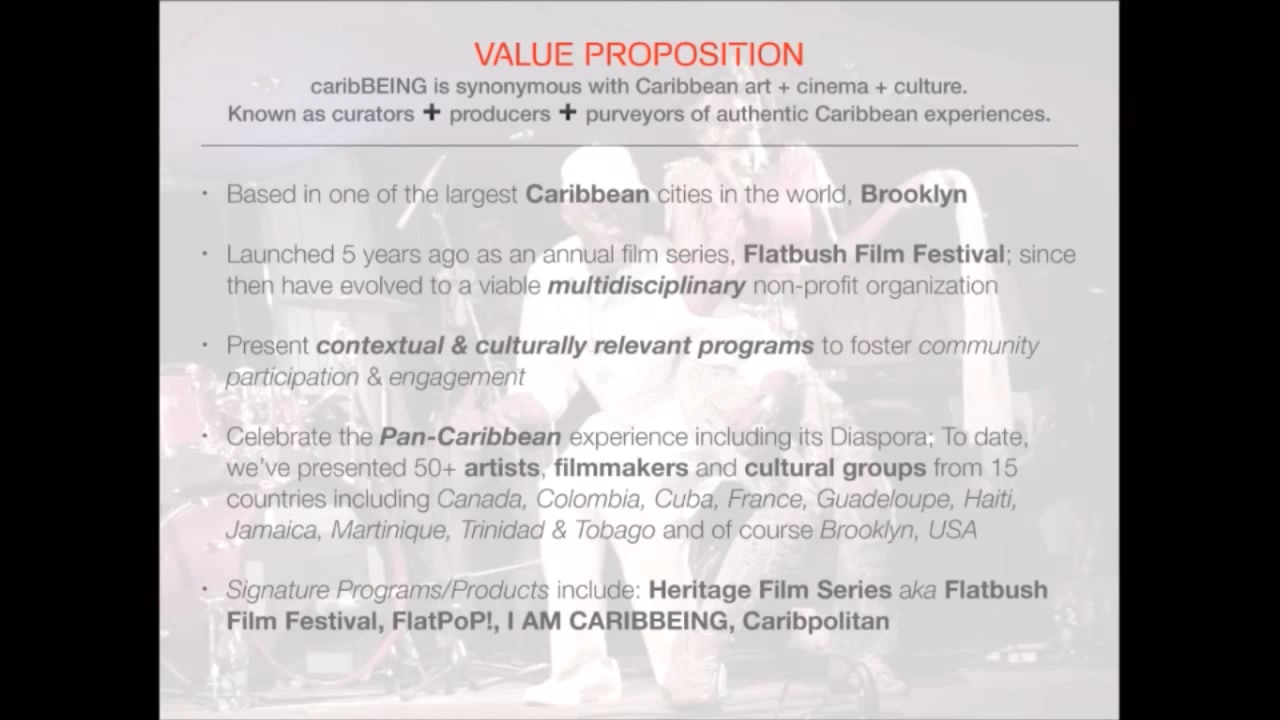 VALUE PROPOSITION
caribBEING is synonymous with Caribbean art + cinema + culture.
Known as curators + producers + purveyors of authentic Caribbean experiences.
• Based in one of the largest Caribbean cities in the world, Brooklyn
• Launched 5 years ago as an annual film series, Flatbush Film Festival; since
then have evolved to a viable multidisciplinary non-profit organization
• Present contextual & culturally relevant programs to foster community
participation & engagement
• Celebrate the Pan-Caribbean experience including its Diaspora; To date,
we've presented 50+ artists, filmmakers and cultural groups from 15
countries including Canada, Colombia, Cuba, France, Guadeloupe, Haiti,
Jamaica, Martinique, Trinidad & Tobago and of course Brooklyn, USA
• Signature Programs/Products include: Heritage Film Series aka Flatbush
Film Festival, FlatPoP!, I AM CARIBBEING, Caribpolitan